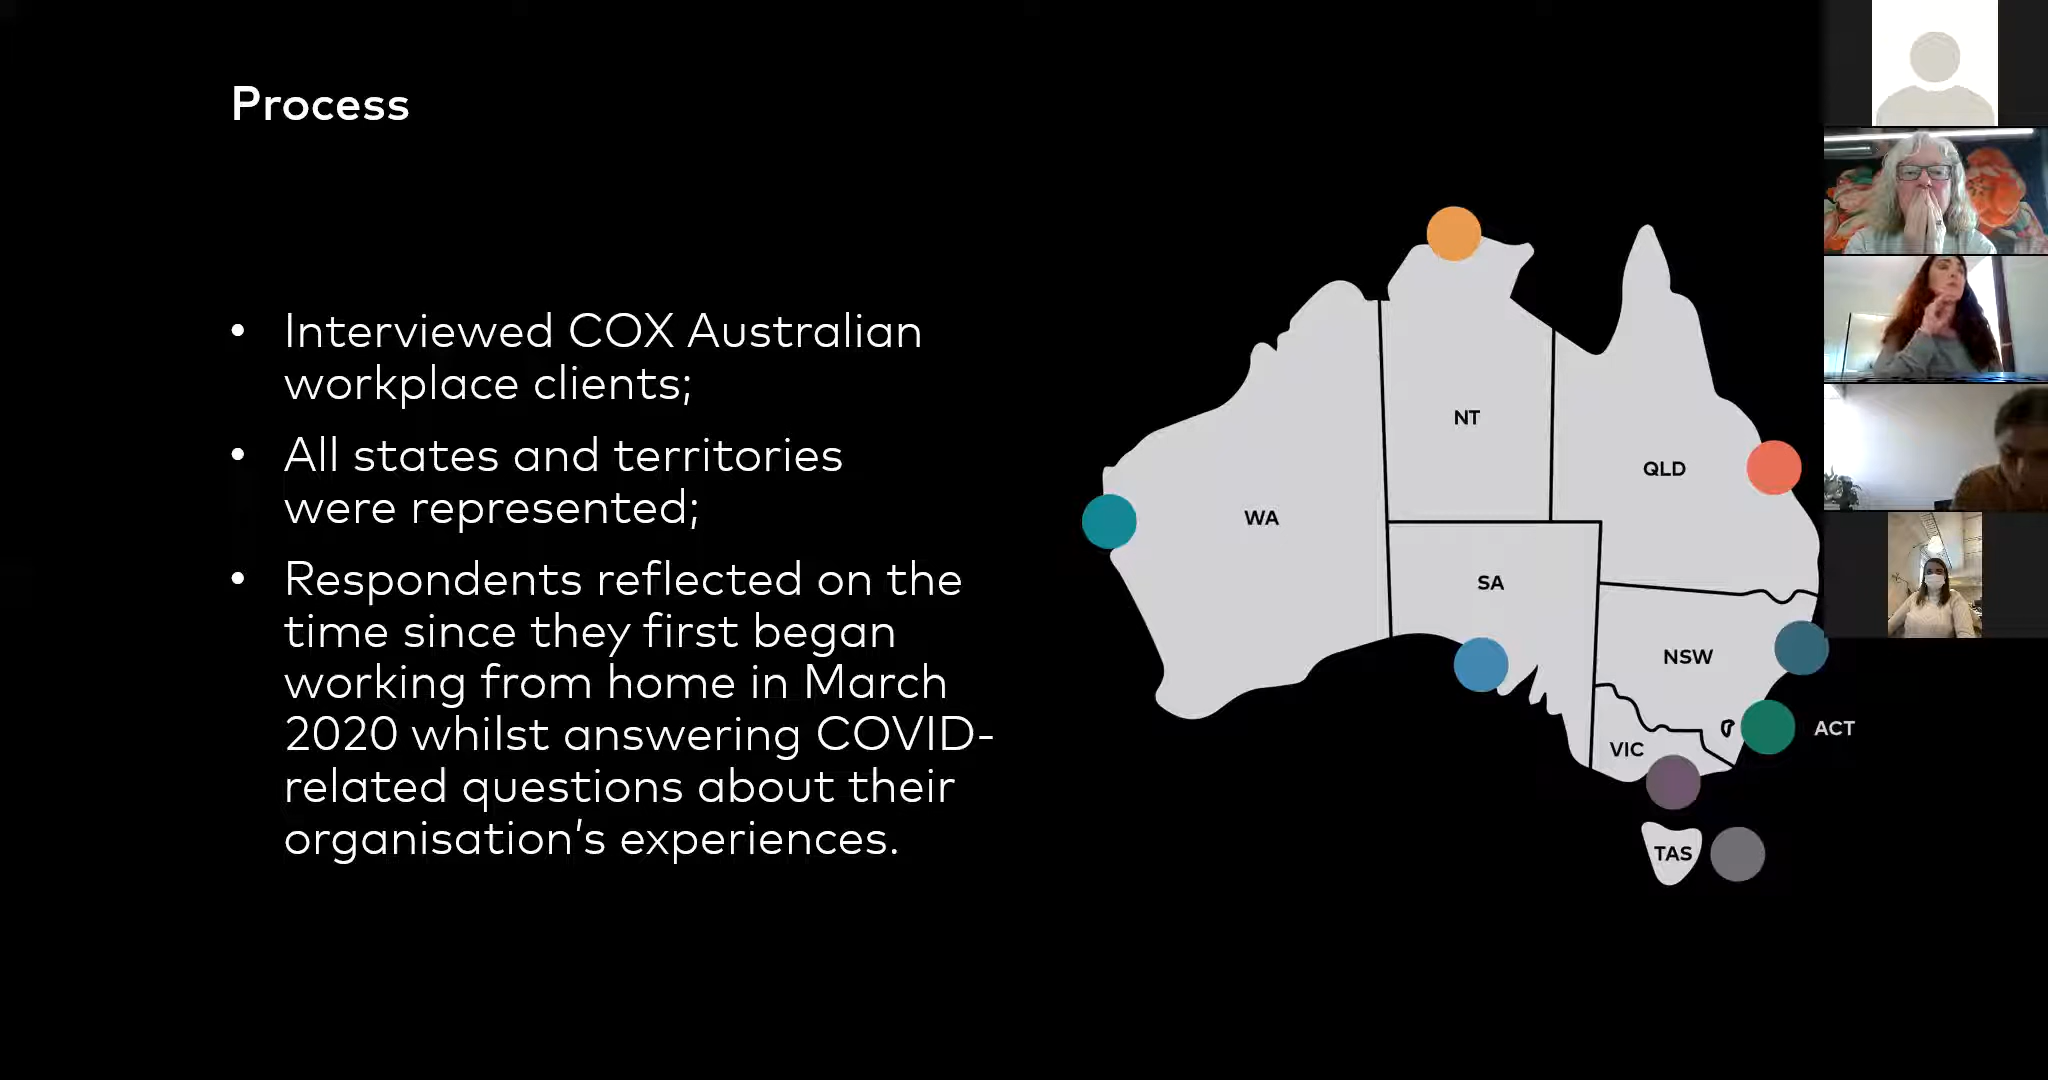 Process
• Interviewed COX Australian
workplace clients;
• All states and territories
were represented;
• Respondents reflected on the
time since they first began
working from home in March
2020 whilst answering COVID-
related questions about their
organisation’s experiences.
NT
QLD
WA
SA
NSW
ACT
VIC
TAS